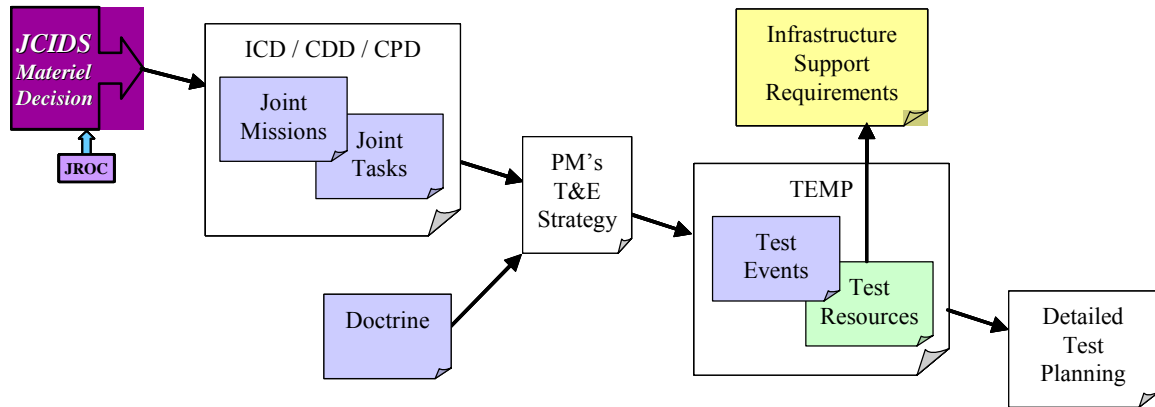 JCIDS
Materiel
Decision
JROC
ICD / CDD / CPD
Joint
Missions
Joint
Tasks
Doctrine
PM's
T&E
Strategy
Infrastructure
Support
Requirements
TEMP
Test
Events
Test
Resources
Detailed
Test
Planning